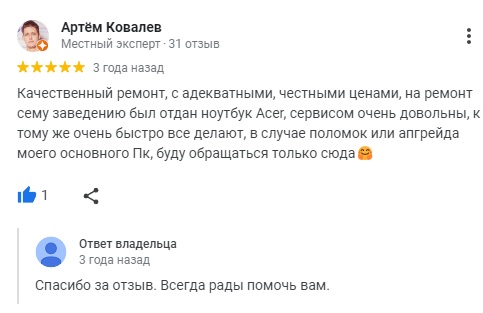 Артём Ковалев
Местный эксперт · 31 отзыв
3 года назад
Качественный ремонт, с адекватными, честными ценами, на ремонт
сему заведению был отдан ноутбук Acer, сервисом очень довольны, к
тому же очень быстро все делают, в случае поломок или апгрейда
моего основного Пк, буду обращаться только сюда🤗
1
Ответ владельца
3 года назад
Спасибо за отзыв. Всегда рады помочь вам.